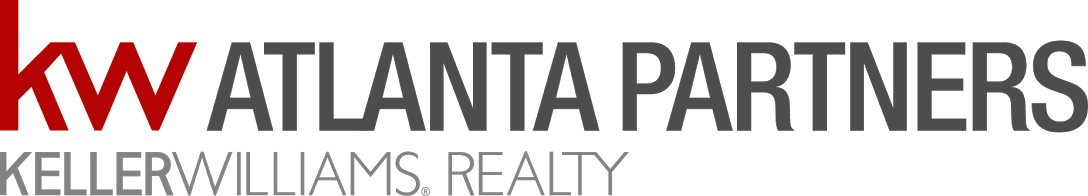 kw ATLANTA PARTNERS
KELLERWILLIAMS® REALTY